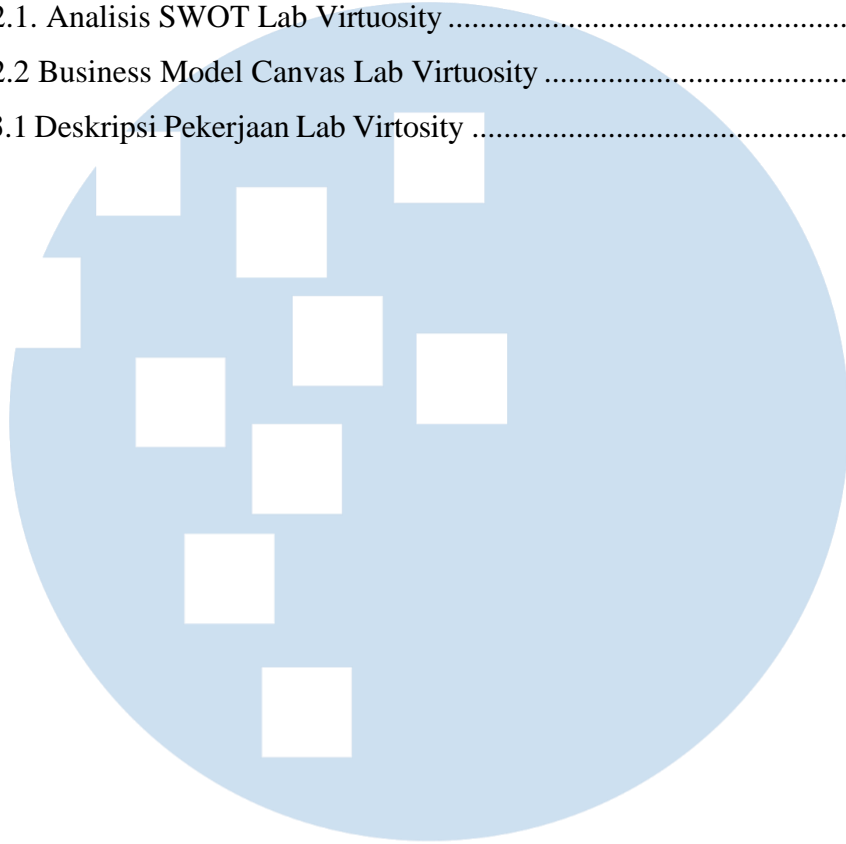 2.1. Analisis SWOT Lab Virtuosity ..............................................
2.2 Business Model Canvas Lab Virtuosity ...................................
3.1 Deskripsi Pekerjaan Lab Virtosity ...........................................